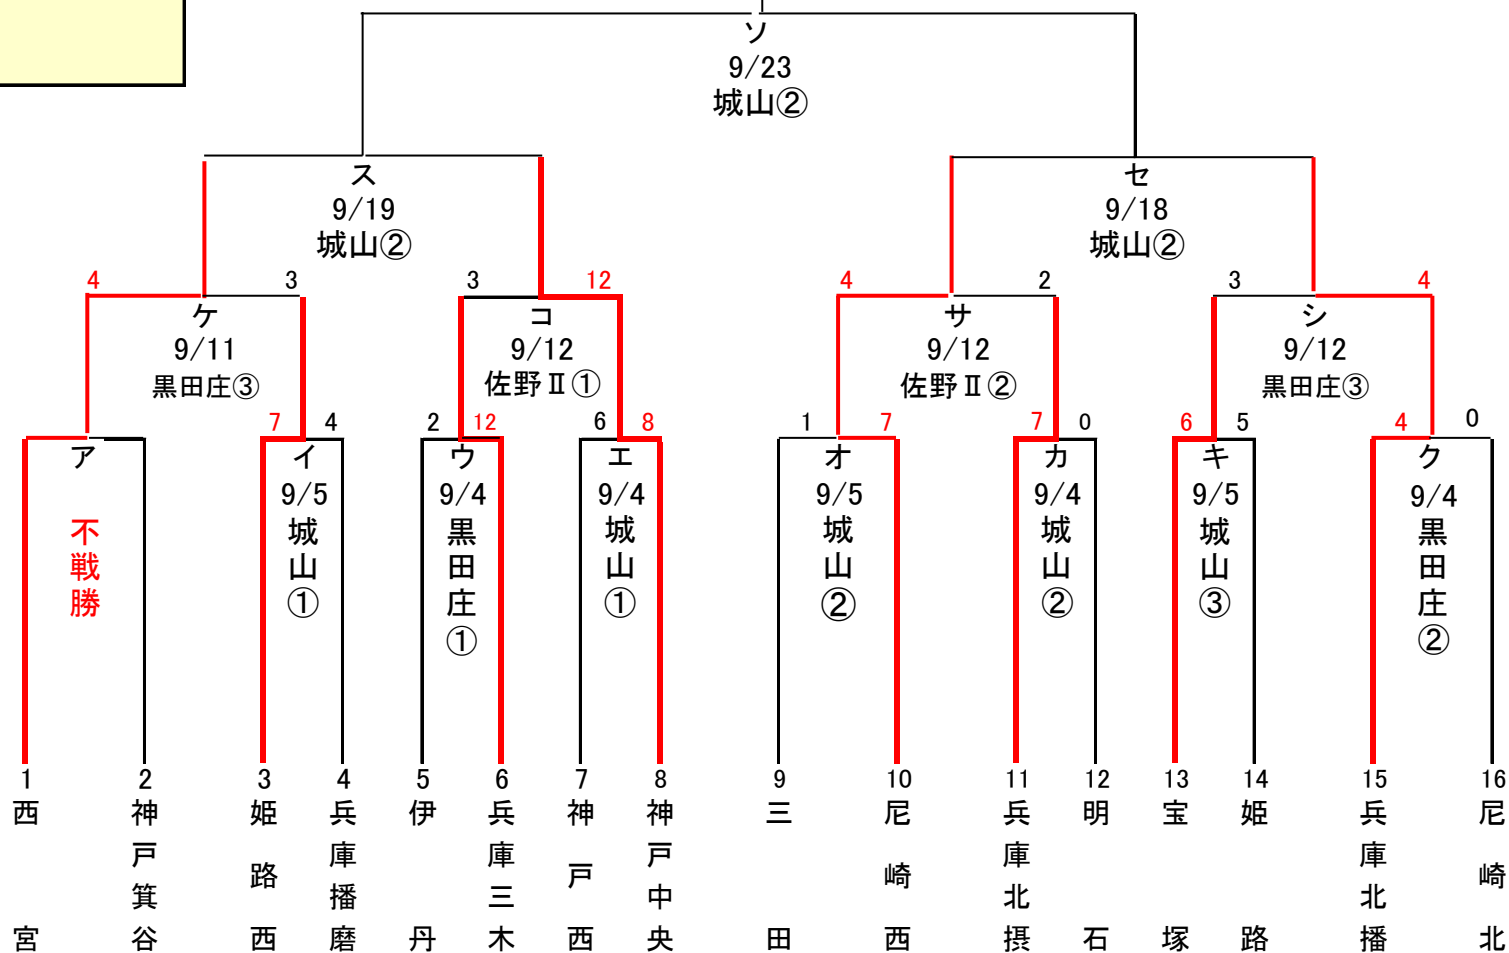 ソ
9/23
城山②
ス
9/19
城山②
セ
9/18
城山②
4 3
3 12
4 2
3 4
ケ
9/11
黒田庄③
コ
9/12
佐野Ⅱ①
サ
9/12
佐野Ⅱ②
シ
9/12
黒田庄③
7 4
2 12
6 8
1 7
7 0
6 5
4 0
ア
不戦勝
イ
9/5
城山①
ウ
9/4
黒田庄①
エ
9/4
城山①
オ
9/5
城山②
カ
9/4
城山②
キ
9/5
城山③
ク
9/4
黒田庄②
1
西宮
2
神戸箕谷
3
姫路西
4
兵庫播磨
5
伊丹
6
兵庫三木
7
神戸西
8
神戸中央
9
三田
10
尼崎西
11
兵庫北摂
12
明石
13
宝塚
14
姫路
15
兵庫北播
16
尼崎北